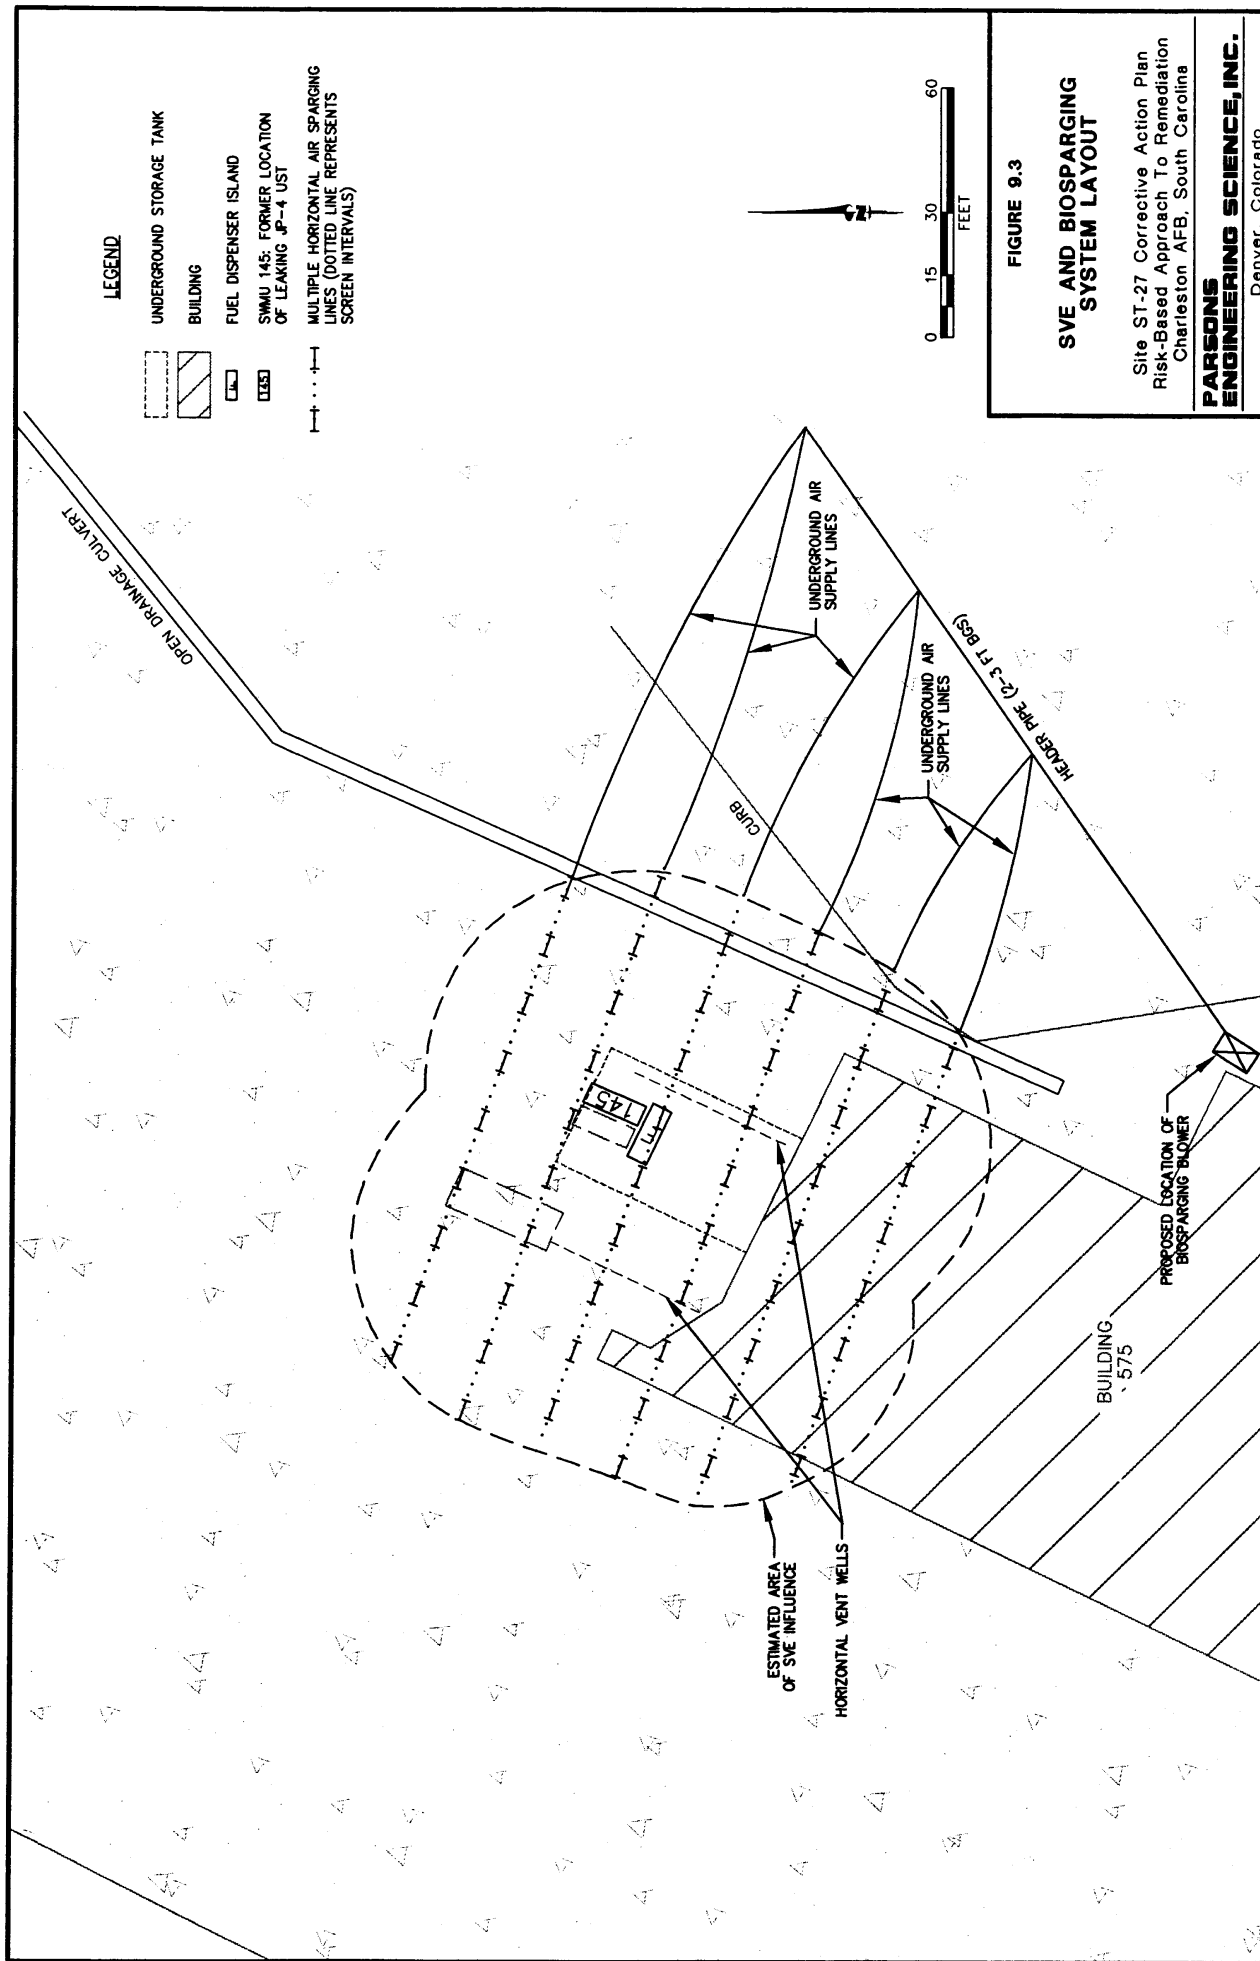 LEGEND
UNDERGROUND STORAGE TANK
BUILDING
F
FUEL DISPENSER ISLAND
145
SWMU 145: FORMER LOCATION
OF LEAKING JP-4 UST
MULTIPLE HORIZONTAL AIR SPARGING
LINES (DOTTED LINE REPRESENTS
SCREEN INTERVALS)
OPEN DRAINAGE CULVERT
UNDERGROUND AIR
SUPPLY LINES
UNDERGROUND AIR
SUPPLY LINES
HEADER PIPE (2-3 FT BGS)
CURB
145
F
PROPOSED LOCATION OF
BIOSPARGING BLOWER
BUILDING
575
ESTIMATED AREA
OF SVE INFLUENCE
HORIZONTAL VENT WELLS
N
0 15 30 60
FEET
FIGURE 9.3
SVE AND BIOSPARGING
SYSTEM LAYOUT
Site ST-27 Corrective Action Plan
Risk-Based Approach To Remediation
Charleston AFB, South Carolina
PARSONS
ENGINEERING SCIENCE, INC.
Denver, Colorado